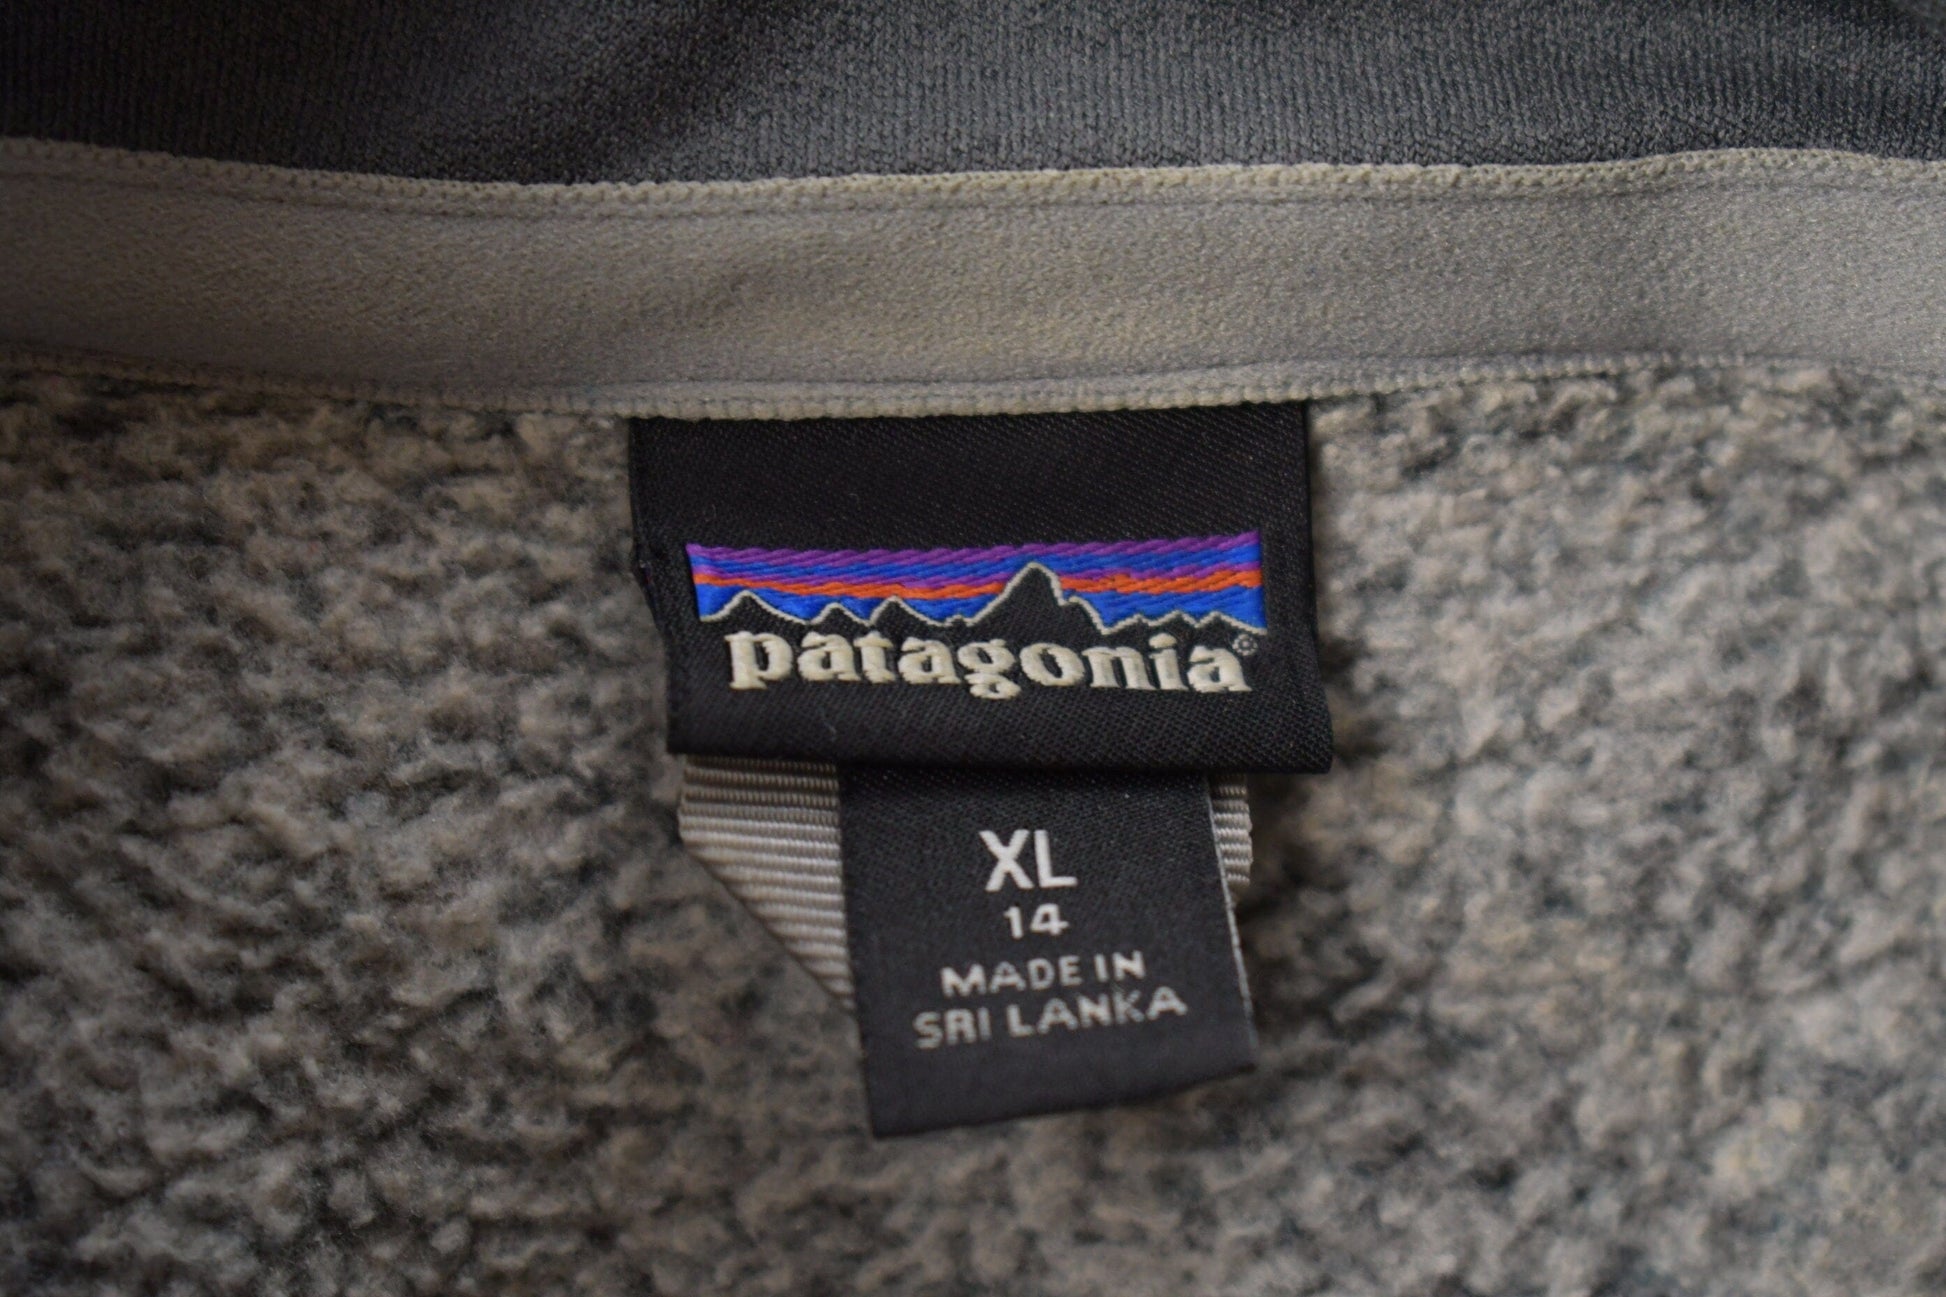 patagonia®
XL
14
MADE IN
SRI LANKA